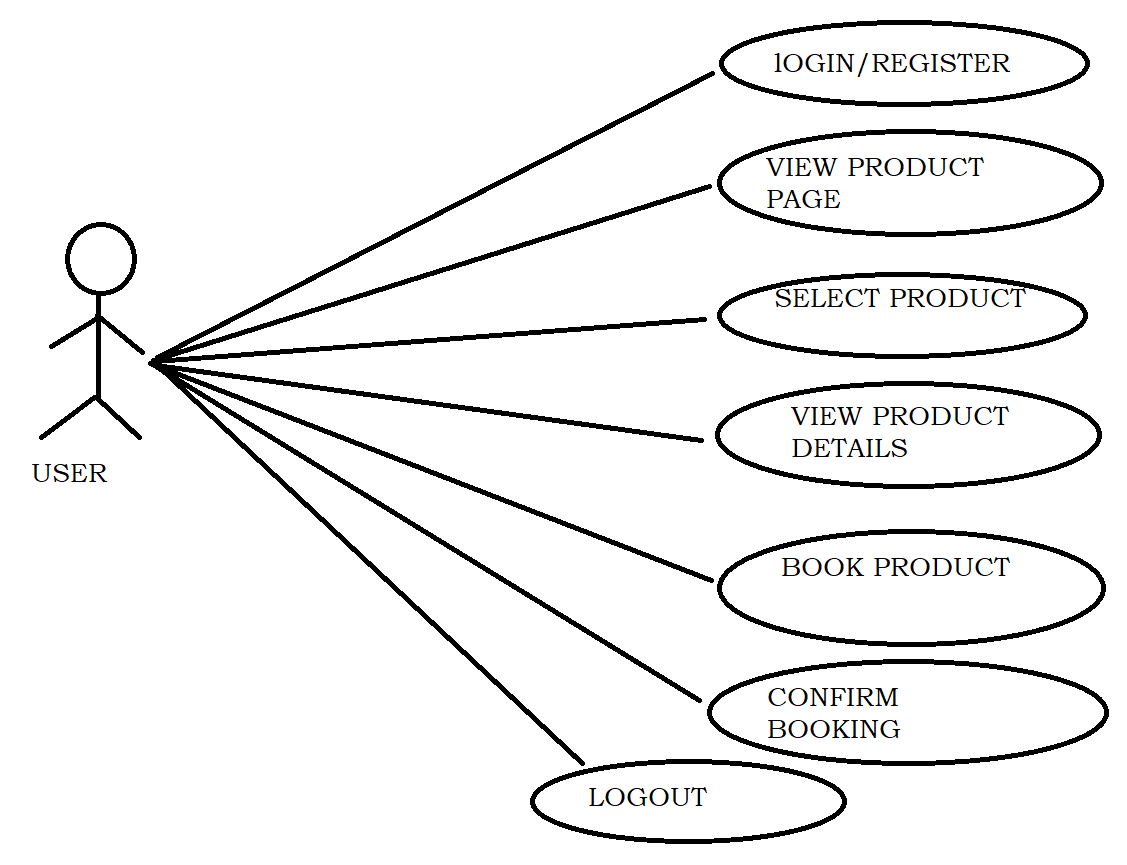 lOGIN/REGISTER
VIEW PRODUCT
PAGE
SELECT PRODUCT
VIEW PRODUCT
DETAILS
USER
BOOK PRODUCT
CONFIRM
BOOKING
LOGOUT